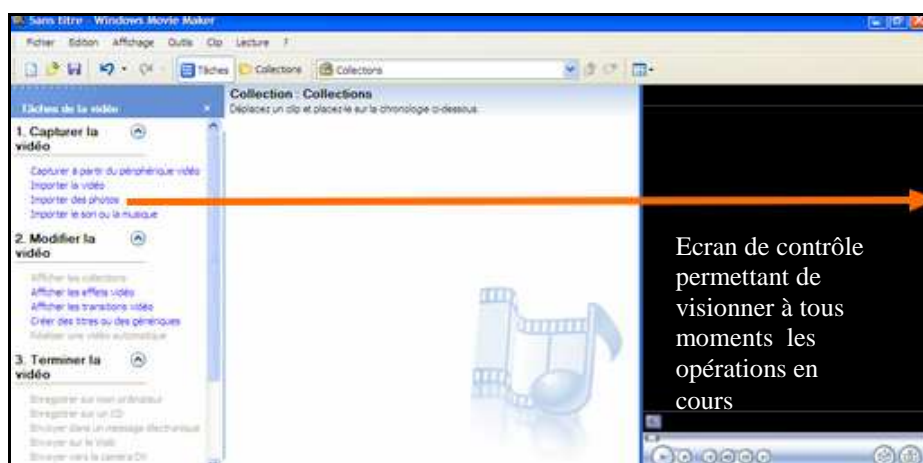 Sans titre - Windows Movie Maker
Fichier Edition Affichage Outils Clip Lecture ?
Tâches Collections Collections
Tâches de la vidéo
Collection : Collections
Déplacez un clip et placez-le sur la chronologie ci-dessous.
1. Capturer la
vidéo
Capturer à partir du périphérique vidéo
Importer la vidéo
Importer des photos
Importer le son ou la musique
2. Modifier la
vidéo
Afficher les collections
Afficher les effets vidéo
Afficher les transitions vidéo
Créer des titres ou des génériques
Réaliser une vidéo automatique
3. Terminer la
vidéo
Enregistrer sur mon ordinateur
Enregistrer sur un CD
Envoyer dans un message électronique
Envoyer sur le Web
Envoyer vers la caméra DV
Ecran de contrôle
permettant de
visionner à tous
moments les
opérations en
cours